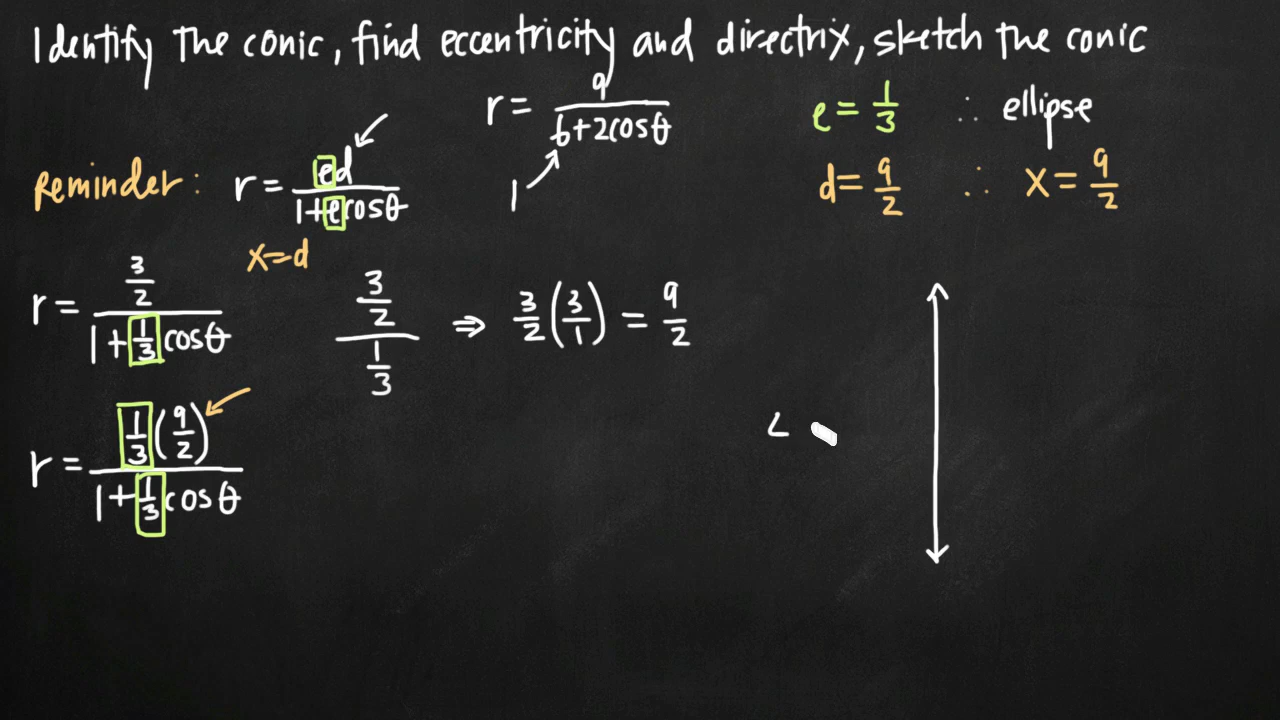 Identify the conic, find eccentricity and directrix, sketch the conic
r = 9/(6+2cosθ)
e = 1/3 ∴ ellipse
Reminder: r = ed/(1+ecosθ)
1
d = 9/2 ∴ x = 9/2
x=d
r = (3/2)/(1+1/3 cosθ)
(3/2)/(1/3) ⇒ 3/2(3/1) = 9/2
r = 1/3(9/2)/(1+1/3 cosθ)